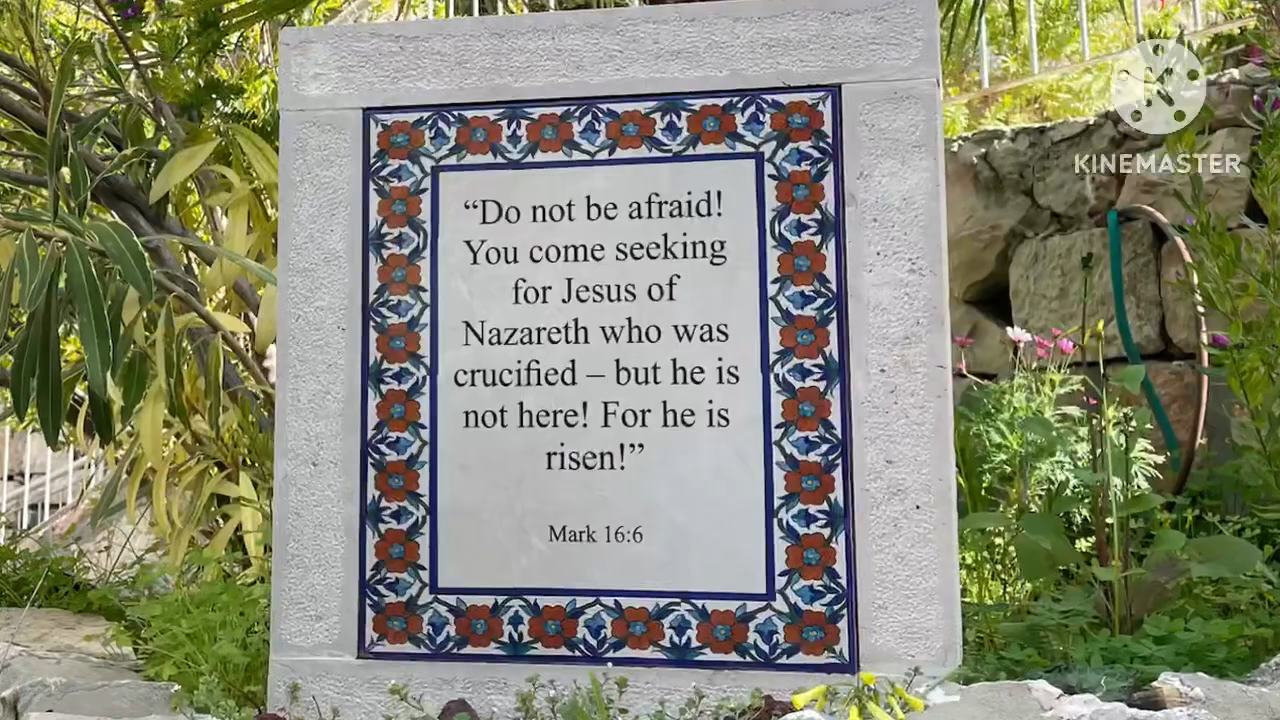 “Do not be afraid!
You come seeking
for Jesus of
Nazareth who was
crucified – but he is
not here! For he is
risen!”
Mark 16:6
K
KINEMASTER